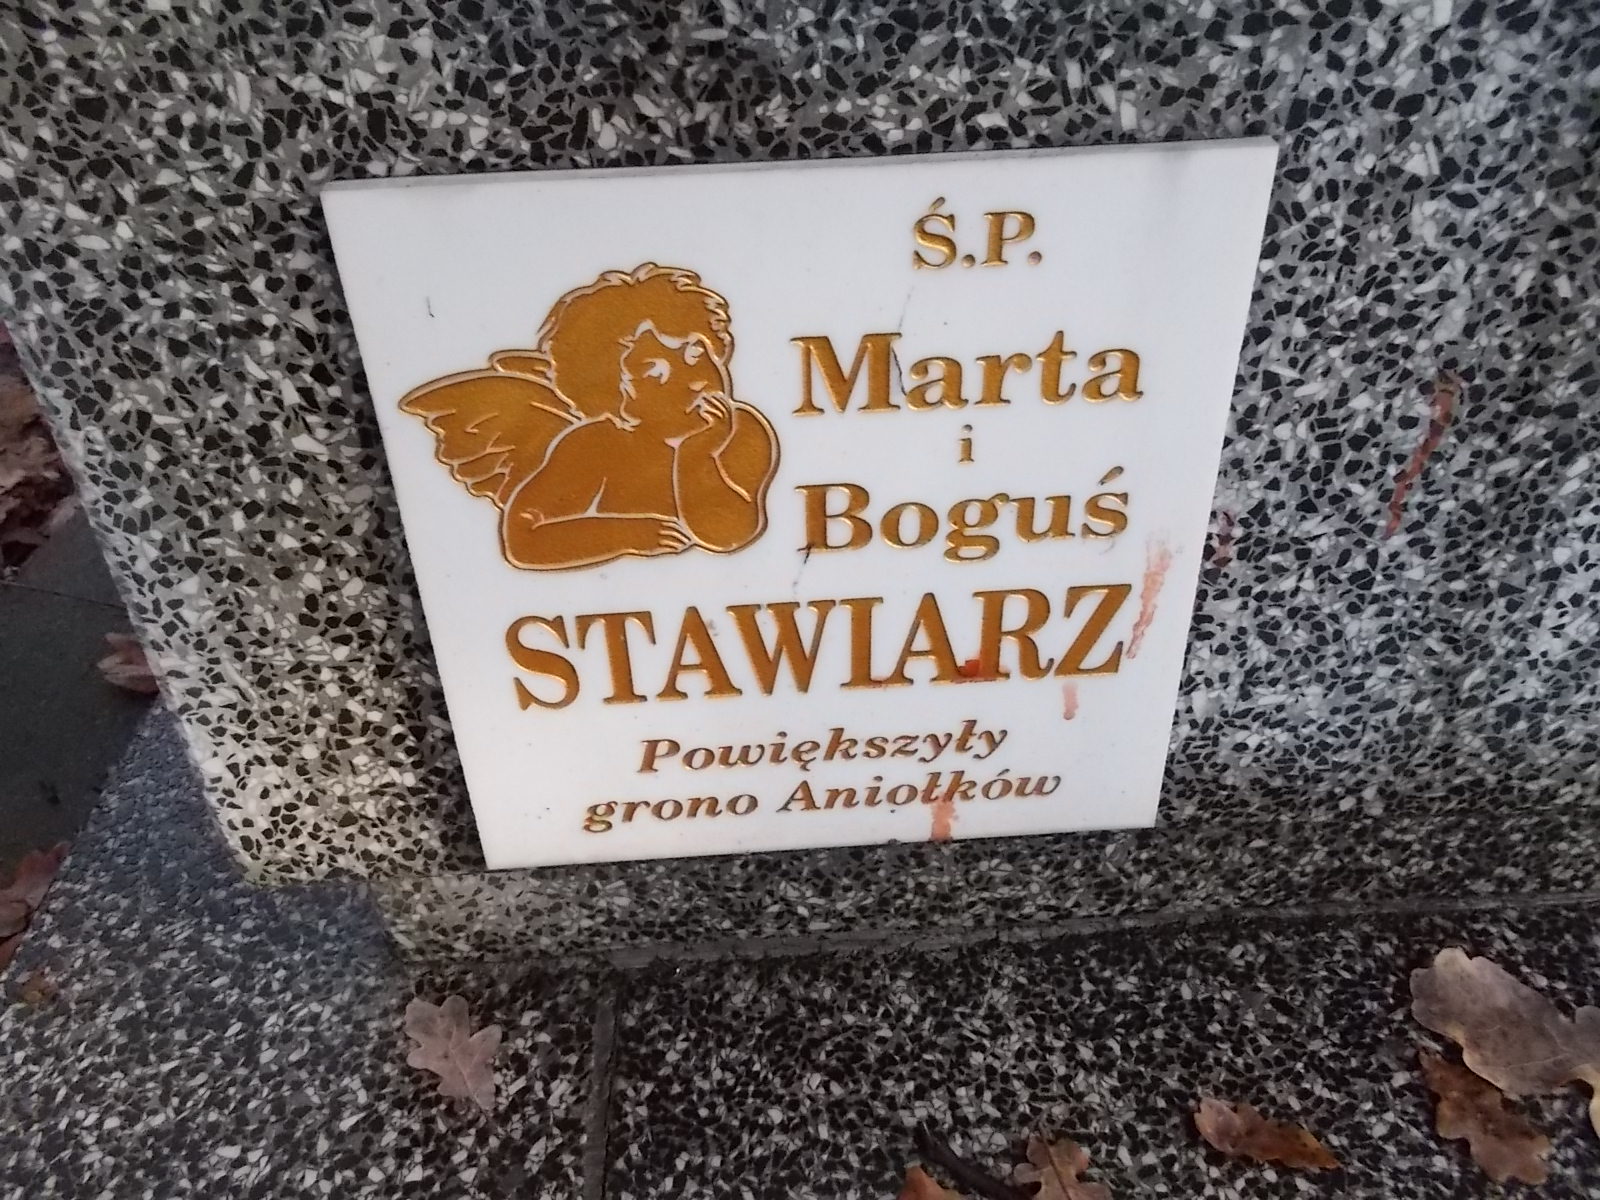 Ś.P.
Marta
i
Boguś
STAWIARZ
Powiększyły
grono Aniołków